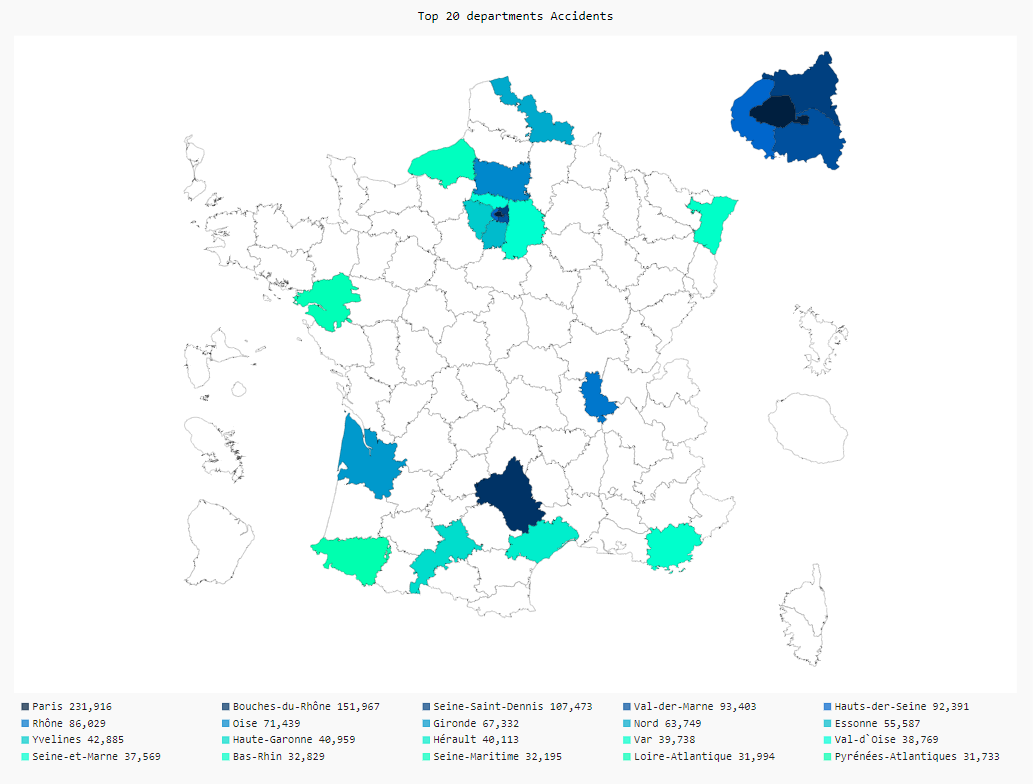 Top 20 departments Accidents
Paris 231,916 Bouches-du-Rhône 151,967 Seine-Saint-Dennis 107,473 Val-der-Marne 93,403 Hauts-der-Seine 92,391
Rhône 86,029 Oise 71,439 Gironde 67,332 Nord 63,749 Essonne 55,587
Yvelines 42,885 Haute-Garonne 40,959 Hérault 40,113 Var 39,738 Val-d`Oise 38,769
Seine-et-Marne 37,569 Bas-Rhin 32,829 Seine-Maritime 32,195 Loire-Atlantique 31,994 Pyrénées-Atlantiques 31,733